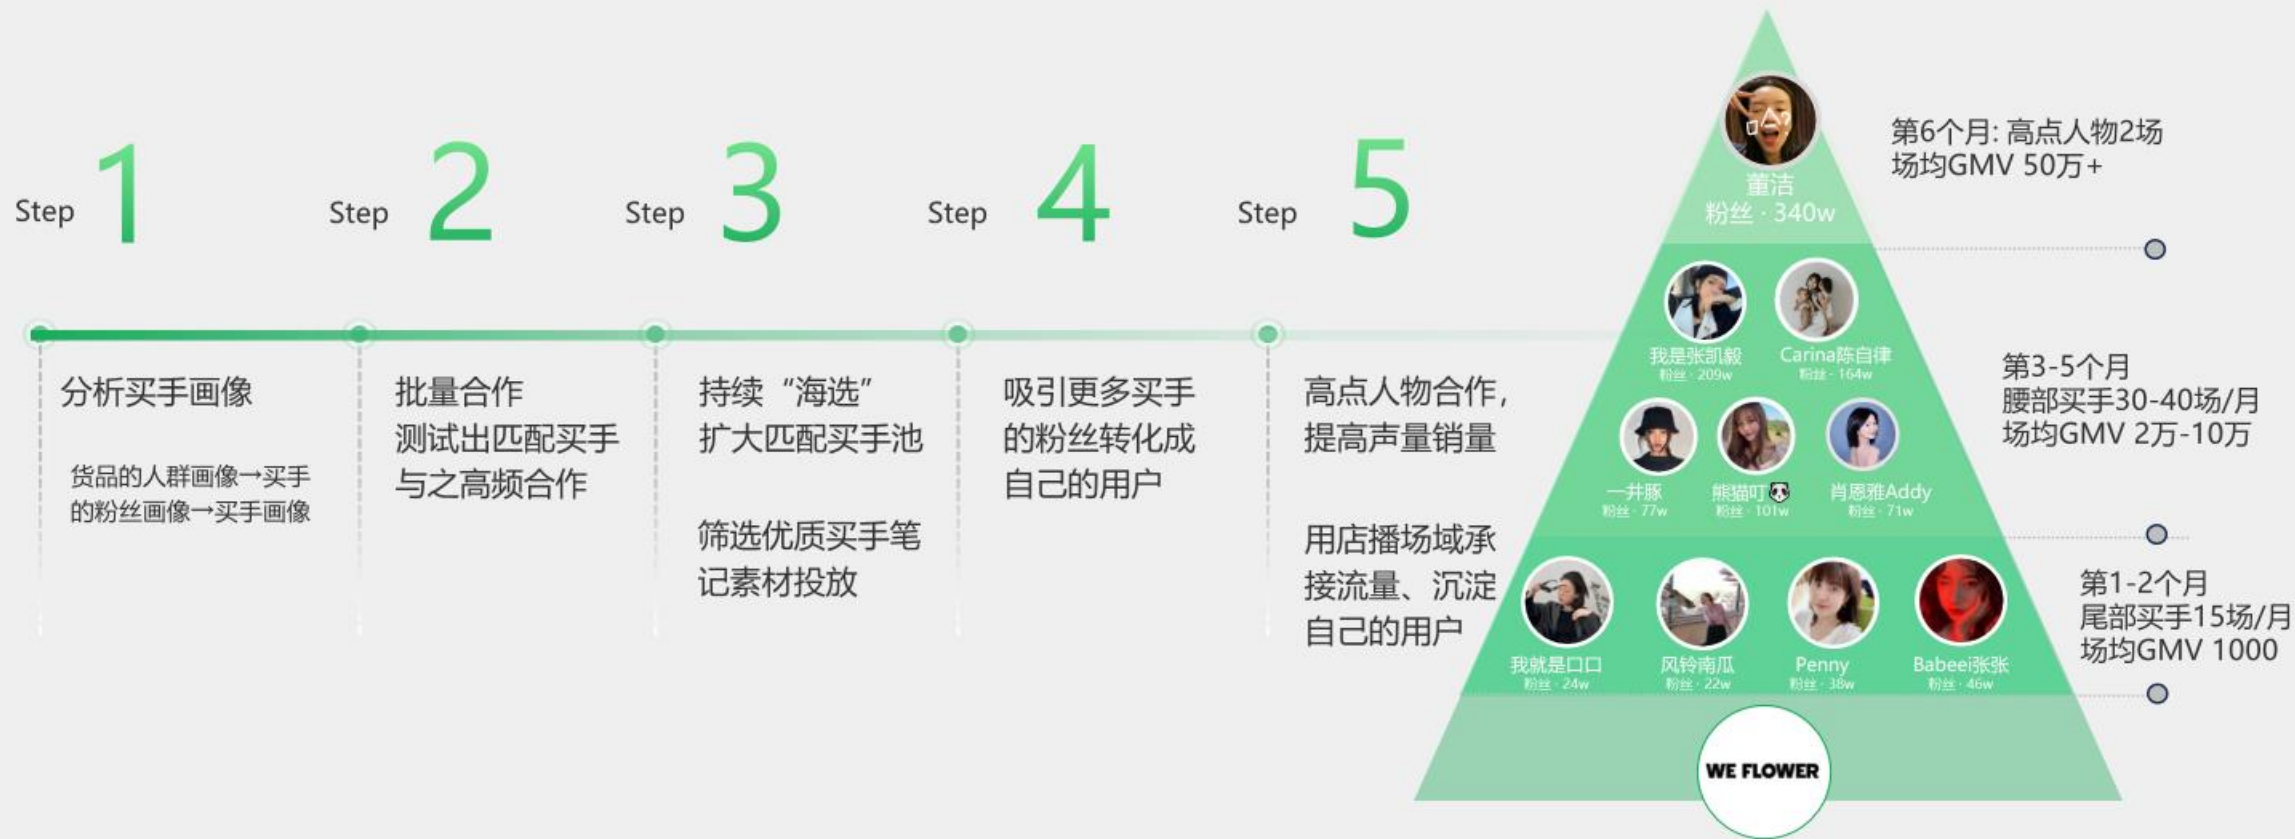 Step 1
分析买手画像
货品的人群画像→买手
的粉丝画像→买手画像
Step 2
批量合作
测试出匹配买手
与之高频合作
Step 3
持续“海选”
扩大匹配买手池
筛选优质买手笔
记素材投放
Step 4
吸引更多买手
的粉丝转化成
自己的用户
Step 5
高点人物合作,
提高声量销量
用店播场域承
接流量、沉淀
自己的用户
董洁
粉丝 · 340w
第6个月: 高点人物2场
场均GMV 50万+
我是张凯毅
粉丝 · 209w
Carina陈自律
粉丝 · 164w
一井豚
粉丝 · 77w
熊猫叮
粉丝 · 101w
肖恩雅Addy
粉丝 · 71w
第3-5个月
腰部买手30-40场/月
场均GMV 2万-10万
我就是口口
粉丝 · 24w
风铃南瓜
粉丝 · 22w
Penny
粉丝 · 38w
Babeei张张
粉丝 · 46w
第1-2个月
尾部买手15场/月
场均GMV 1000
WE FLOWER